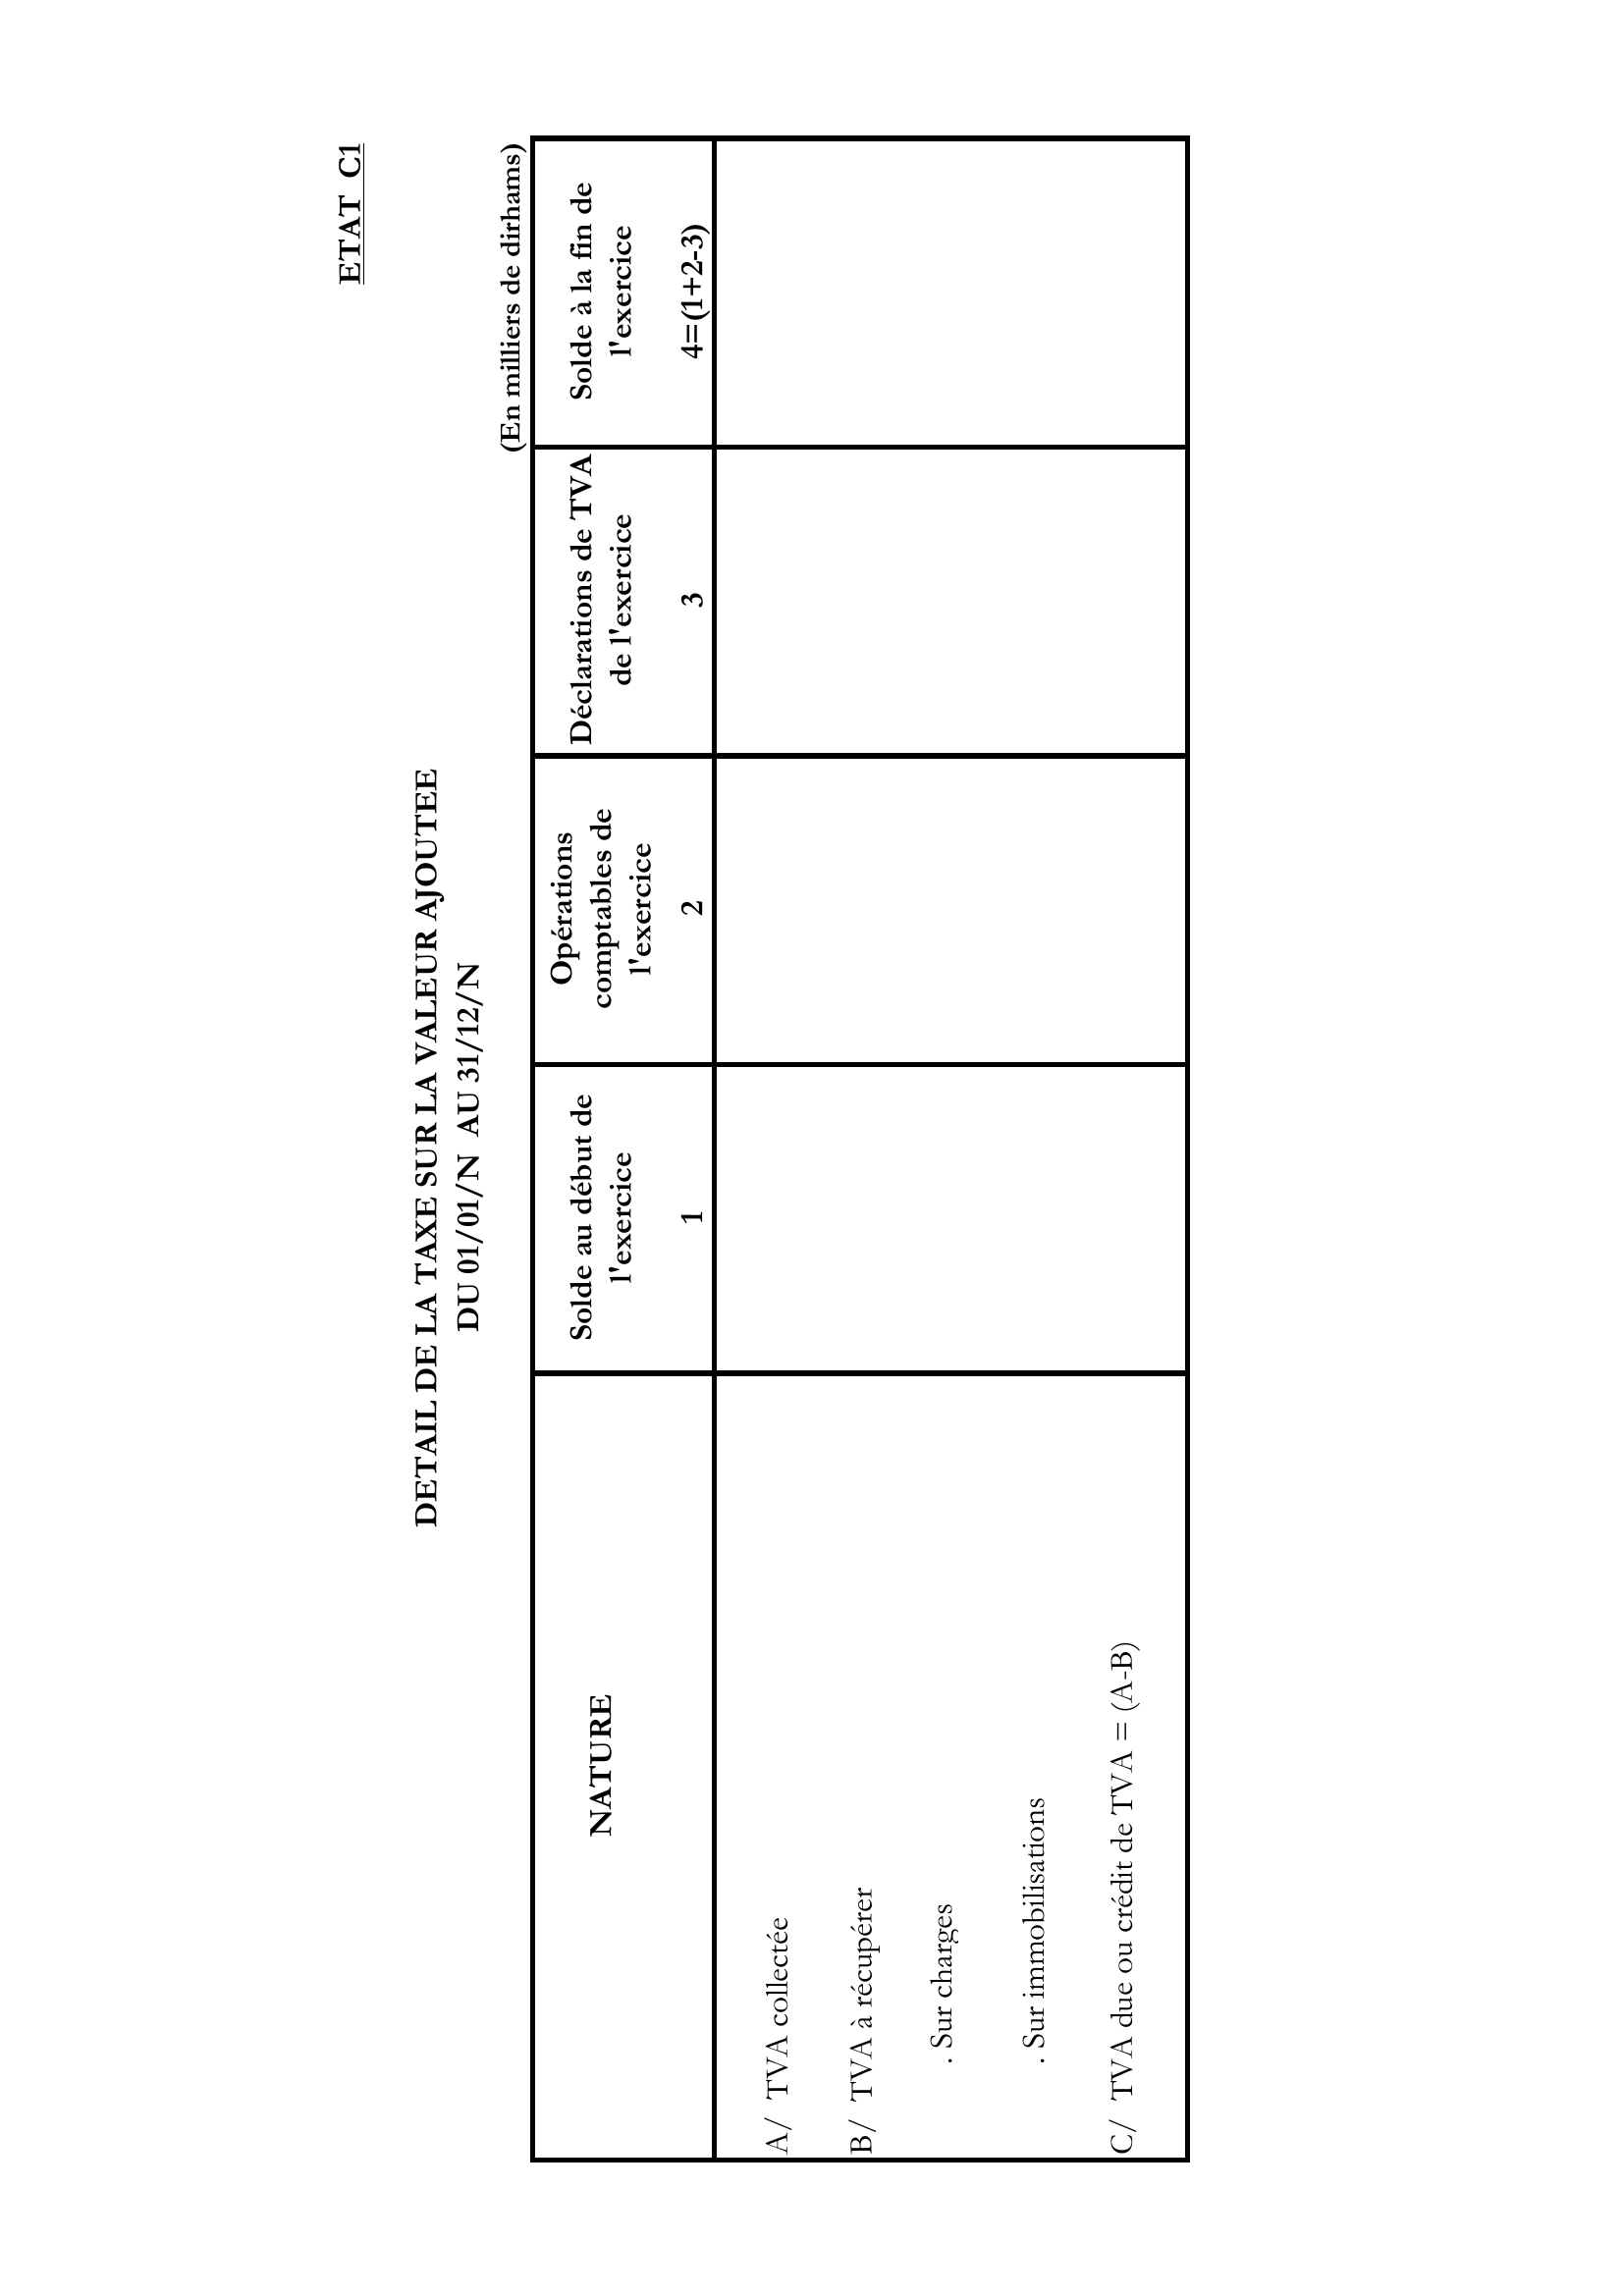 ETAT  C1
DETAIL DE LA TAXE SUR LA VALEUR AJOUTEE
DU 01/01/N  AU 31/12/N
(En milliers de dirhams)
NATURE
Solde au début de
l'exercice
1
Opérations
comptables de
l'exercice
2
Déclarations de TVA
de l'exercice
3
Solde à la fin de
l'exercice
4=(1+2-3)
A/  TVA collectée
B/  TVA à récupérer
. Sur charges
. Sur immobilisations
C/  TVA due ou crédit de TVA = (A-B)